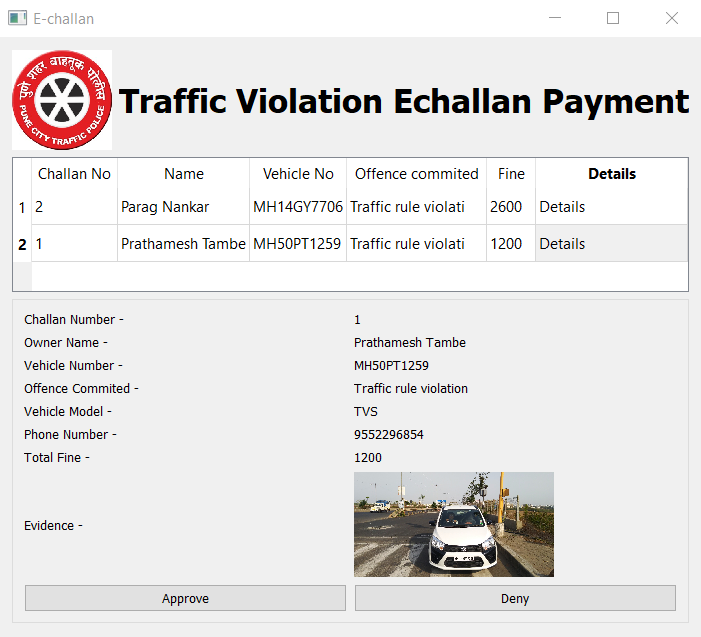 E-challan
पुणे शहर वाहतूक पोलीस
PUNE CITY TRAFFIC POLICE
Traffic Violation Echallan Payment
Challan No Name Vehicle No Offence commited Fine Details
1 2 Parag Nankar MH14GY7706 Traffic rule violati 2600 Details
2 1 Prathamesh Tambe MH50PT1259 Traffic rule violati 1200 Details
Challan Number - 1
Owner Name - Prathamesh Tambe
Vehicle Number - MH50PT1259
Offence Commited - Traffic rule violation
Vehicle Model - TVS
Phone Number - 9552296854
Total Fine - 1200
Evidence -
Approve Deny